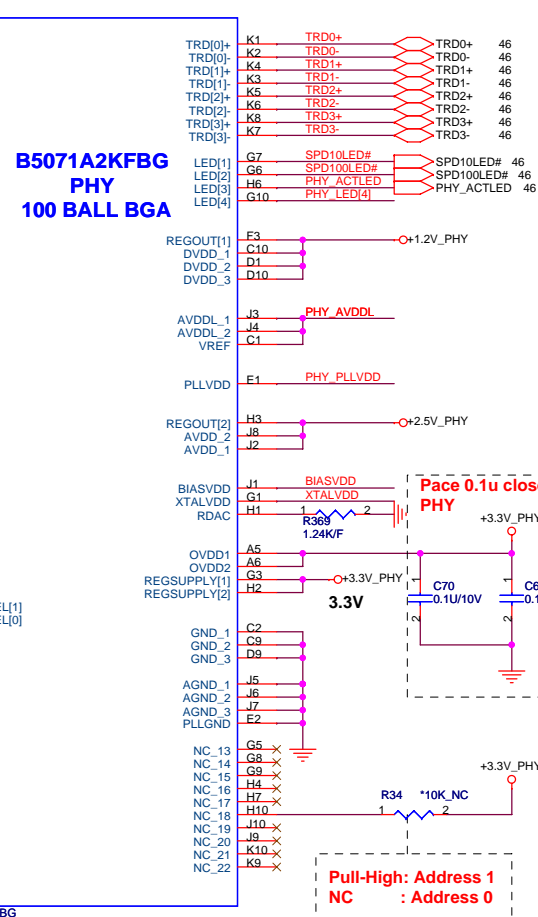 TRD[0]+ K1 TRD0+ TRD0+ 46
TRD[0]- K2 TRD0- TRD0- 46
TRD[1]+ K4 TRD1+ TRD1+ 46
TRD[1]- K3 TRD1- TRD1- 46
TRD[2]+ K5 TRD2+ TRD2+ 46
TRD[2]- K6 TRD2- TRD2- 46
TRD[3]+ K8 TRD3+ TRD3+ 46
TRD[3]- K7 TRD3- TRD3- 46
B5071A2KFBG
PHY
100 BALL BGA
LED[1] G7 SPD10LED# SPD10LED# 46
LED[2] G6 SPD100LED# SPD100LED# 46
LED[3] H6 PHY_ACTLED PHY_ACTLED 46
LED[4] G10 PHY_LED[4]
REGOUT[1] F3 +1.2V_PHY
DVDD_1 C10
DVDD_2 D1
DVDD_3 D10
AVDDL_1 J3 PHY_AVDDL
AVDDL_2 J4
VREF C1
PLLVDD E1 PHY_PLLVDD
REGOUT[2] H3 +2.5V_PHY
AVDD_2 J8
AVDD_1 J2
BIASVDD J1 BIASVDD
XTALVDD G1 XTALVDD
RDAC H1 1 2
R369
1.24K/F
Pace 0.1u close
PHY
+3.3V_PHY
OVDD1 A5
OVDD2 A6
REGSUPPLY[1] G3 +3.3V_PHY
REGSUPPLY[2] H2
3.3V
1 C70 1 C6
0.1U/10V 0.1
2 2
EL[1]
EL[0]
GND_1 C2
GND_2 C9
GND_3 D9
AGND_1 J5
AGND_2 J6
AGND_3 J7
PLLGND E2
NC_13 G5
NC_14 G8
NC_15 G9
NC_16 H4
NC_17 H7
NC_18 H10
NC_19 J10
NC_20 J9
NC_21 K10
NC_22 K9
+3.3V_PHY
R34 *10K_NC
1 2
Pull-High: Address 1
NC : Address 0
BG